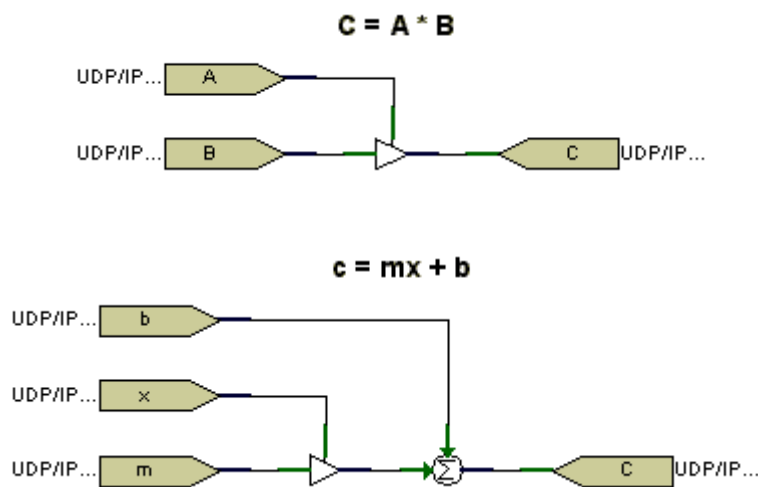 C = A * B
UDP/IP... A
UDP/IP... B C UDP/IP...
c = mx + b
UDP/IP... b
UDP/IP... x
UDP/IP... m Σ C UDP/IP...